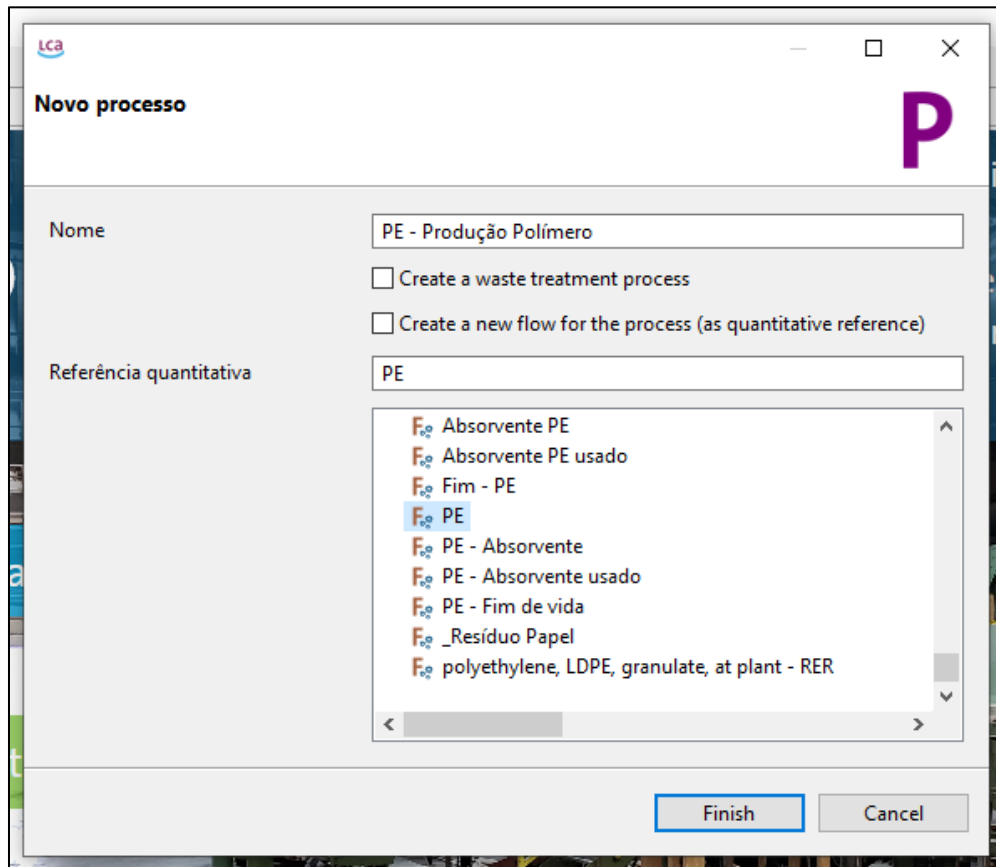 LCA
Novo processo
P
Nome
PE - Produção Polímero
Create a waste treatment process
Create a new flow for the process (as quantitative reference)
Referência quantitativa
PE
Absorvente PE
Absorvente PE usado
Fim - PE
PE
PE - Absorvente
PE - Absorvente usado
PE - Fim de vida
_Resíduo Papel
polyethylene, LDPE, granulate, at plant - RER
Finish
Cancel